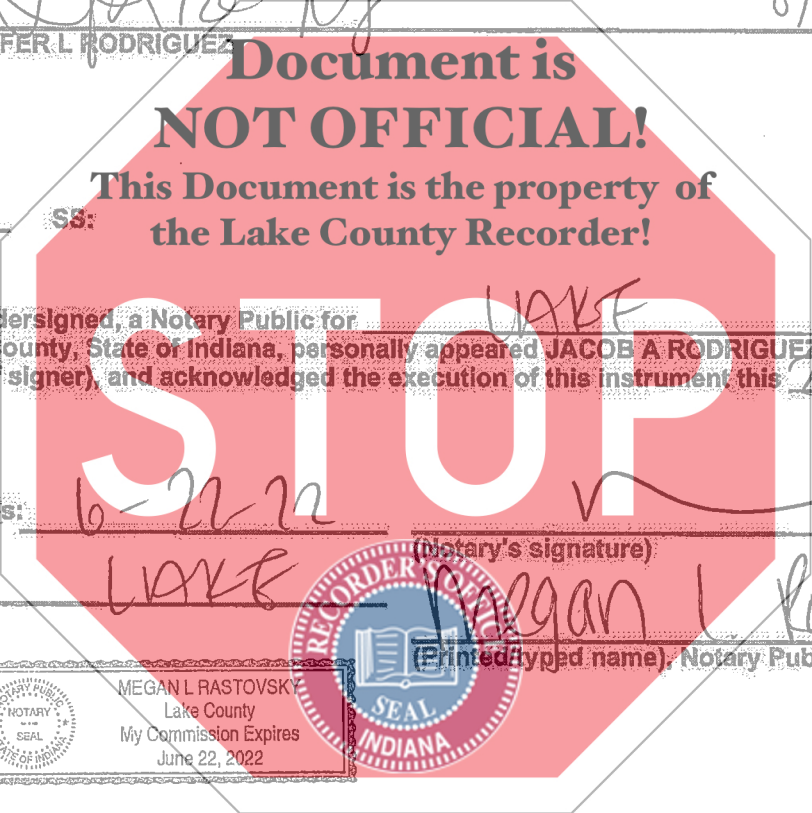 FER L RODRIGUEZ
Document is
NOT OFFICIAL!
This Document is the property of
the Lake County Recorder!
SS:
dersigned, a Notary Public for LAKE
ounty, State of Indiana, personally appeared JACOB A RODRIGUEZ
signer), and acknowledged the execution of this instrument this
STOP
s: 6-22-22
(Notary's signature)
LAKE
Megan L
(Printed/typed name), Notary Pub
RECORDER'S OFFICE
SEAL
INDIANA
NOTARY PUBLIC
NOTARY
SEAL
STATE OF INDIANA
MEGAN L RASTOVSKY
Lake County
My Commission Expires
June 22, 2022